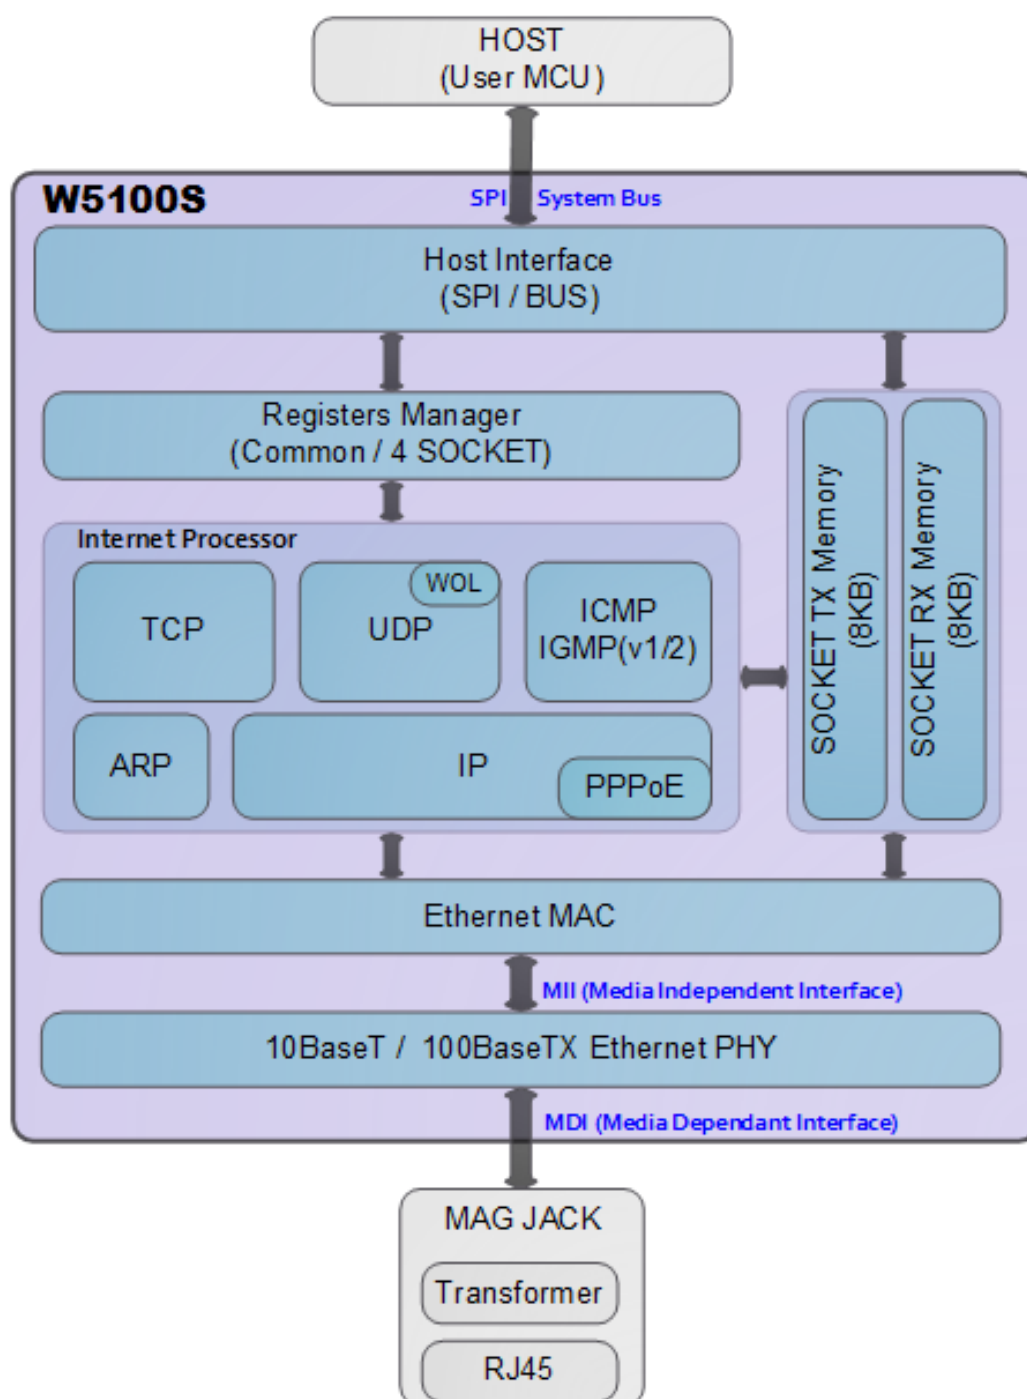 HOST
(User MCU)
W5100S
SPI System Bus
Host Interface
(SPI / BUS)
Registers Manager
(Common / 4 SOCKET)
Internet Processor
TCP
UDP
WOL
ICMP
IGMP(v1/2)
ARP
IP
PPPoE
SOCKET TX Memory
(8KB)
SOCKET RX Memory
(8KB)
Ethernet MAC
MII (Media Independent Interface)
10BaseT / 100BaseTX Ethernet PHY
MDI (Media Dependant Interface)
MAG JACK
Transformer
RJ45